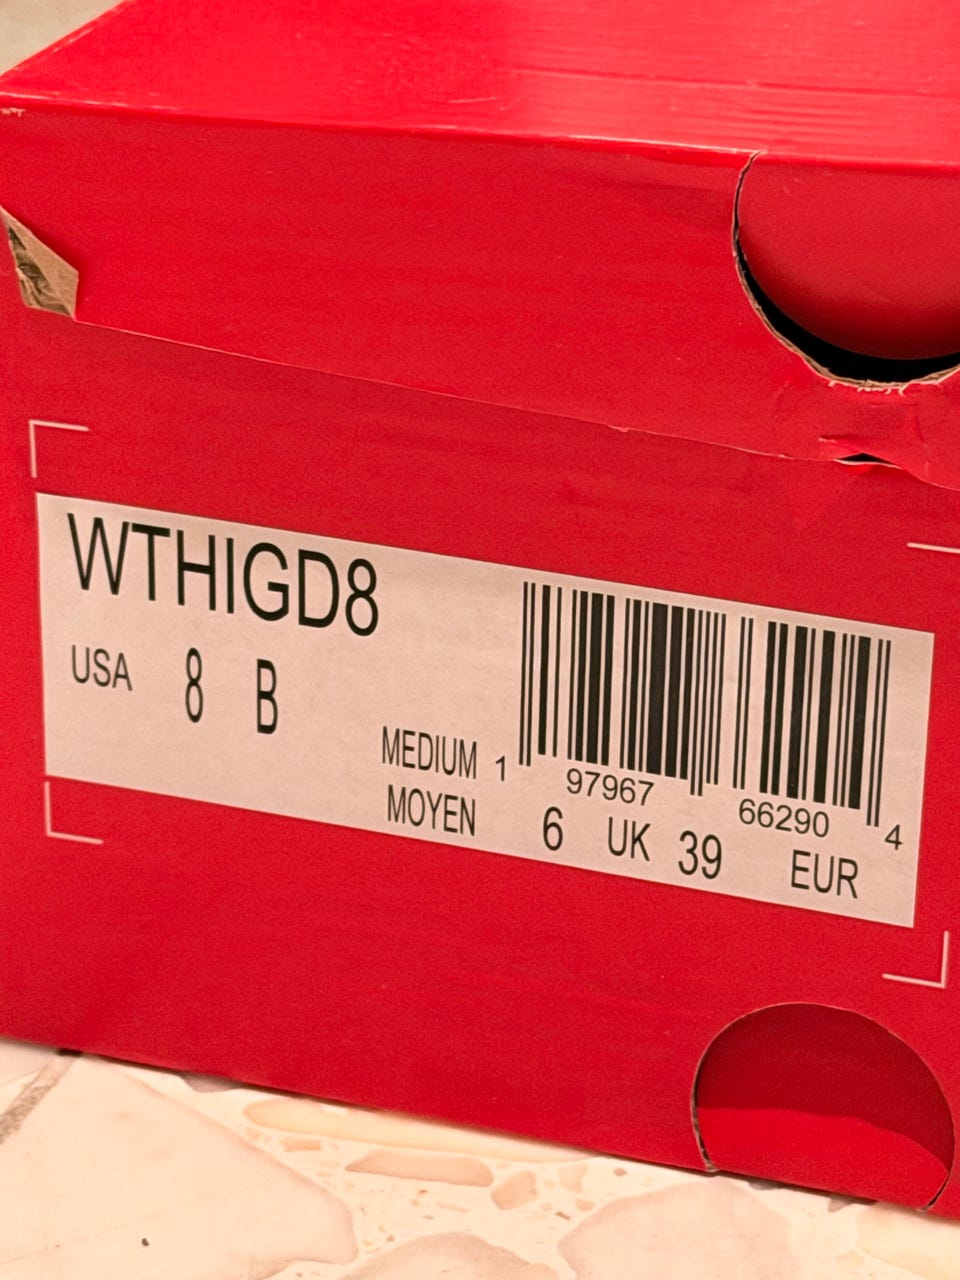 WTHIGD8
USA 8 B
MEDIUM
MOYEN
1 97967 66290 4
6 UK 39 EUR